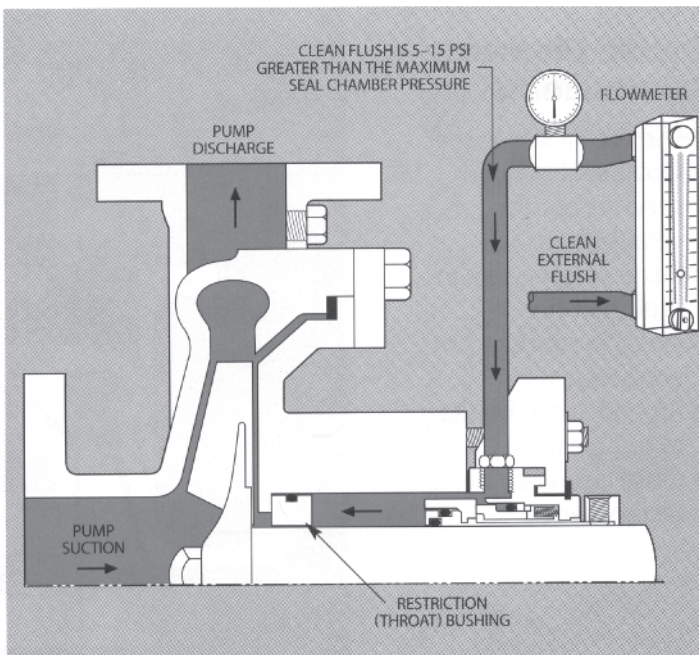 CLEAN FLUSH IS 5–15 PSI
GREATER THAN THE MAXIMUM
SEAL CHAMBER PRESSURE
FLOWMETER
PUMP
DISCHARGE
CLEAN
EXTERNAL
FLUSH
PUMP
SUCTION
RESTRICTION
(THROAT) BUSHING